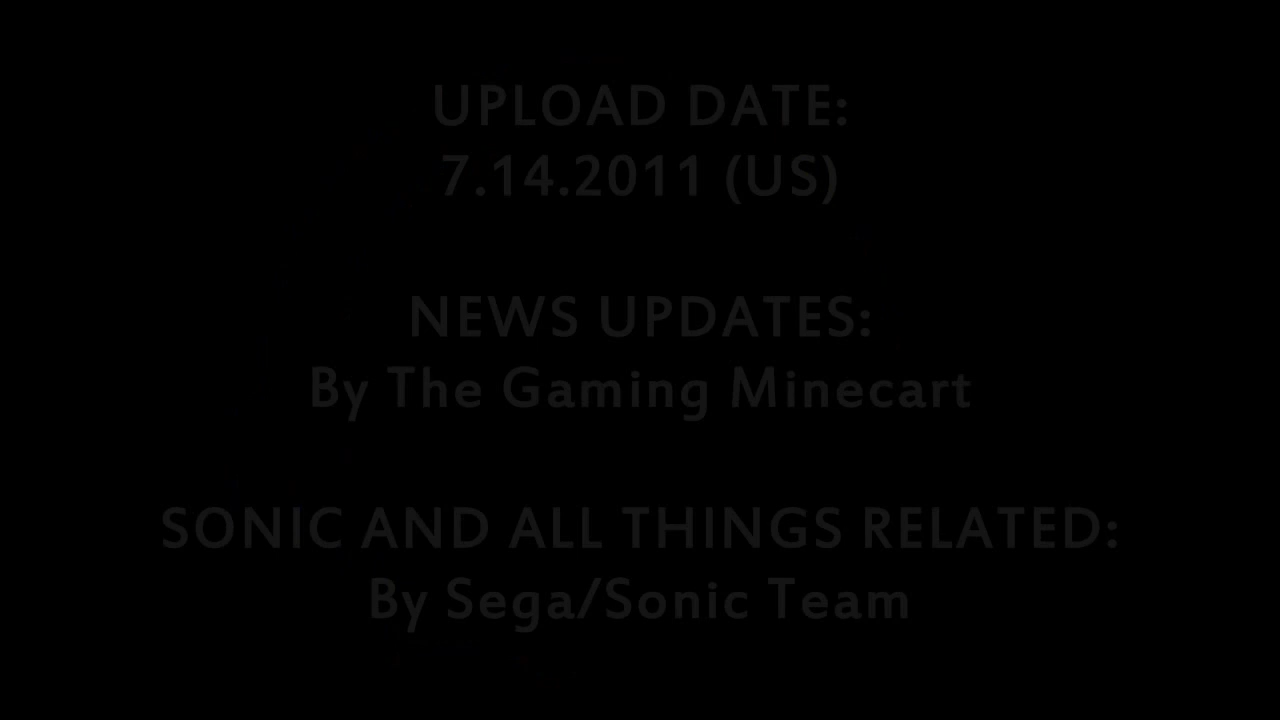 UPLOAD DATE:
7.14.2011 (US)
NEWS UPDATES:
By The Gaming Minecart
SONIC AND ALL THINGS RELATED:
By Sega/Sonic Team